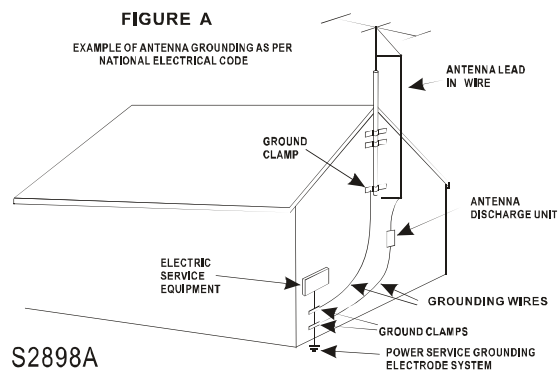 FIGURE A
EXAMPLE OF ANTENNA GROUNDING AS PER
NATIONAL ELECTRICAL CODE
ANTENNA LEAD
IN WIRE
GROUND
CLAMP
ANTENNA
DISCHARGE UNIT
ELECTRIC
SERVICE
EQUIPMENT
GROUNDING WIRES
GROUND CLAMPS
POWER SERVICE GROUNDING
ELECTRODE SYSTEM
S2898A